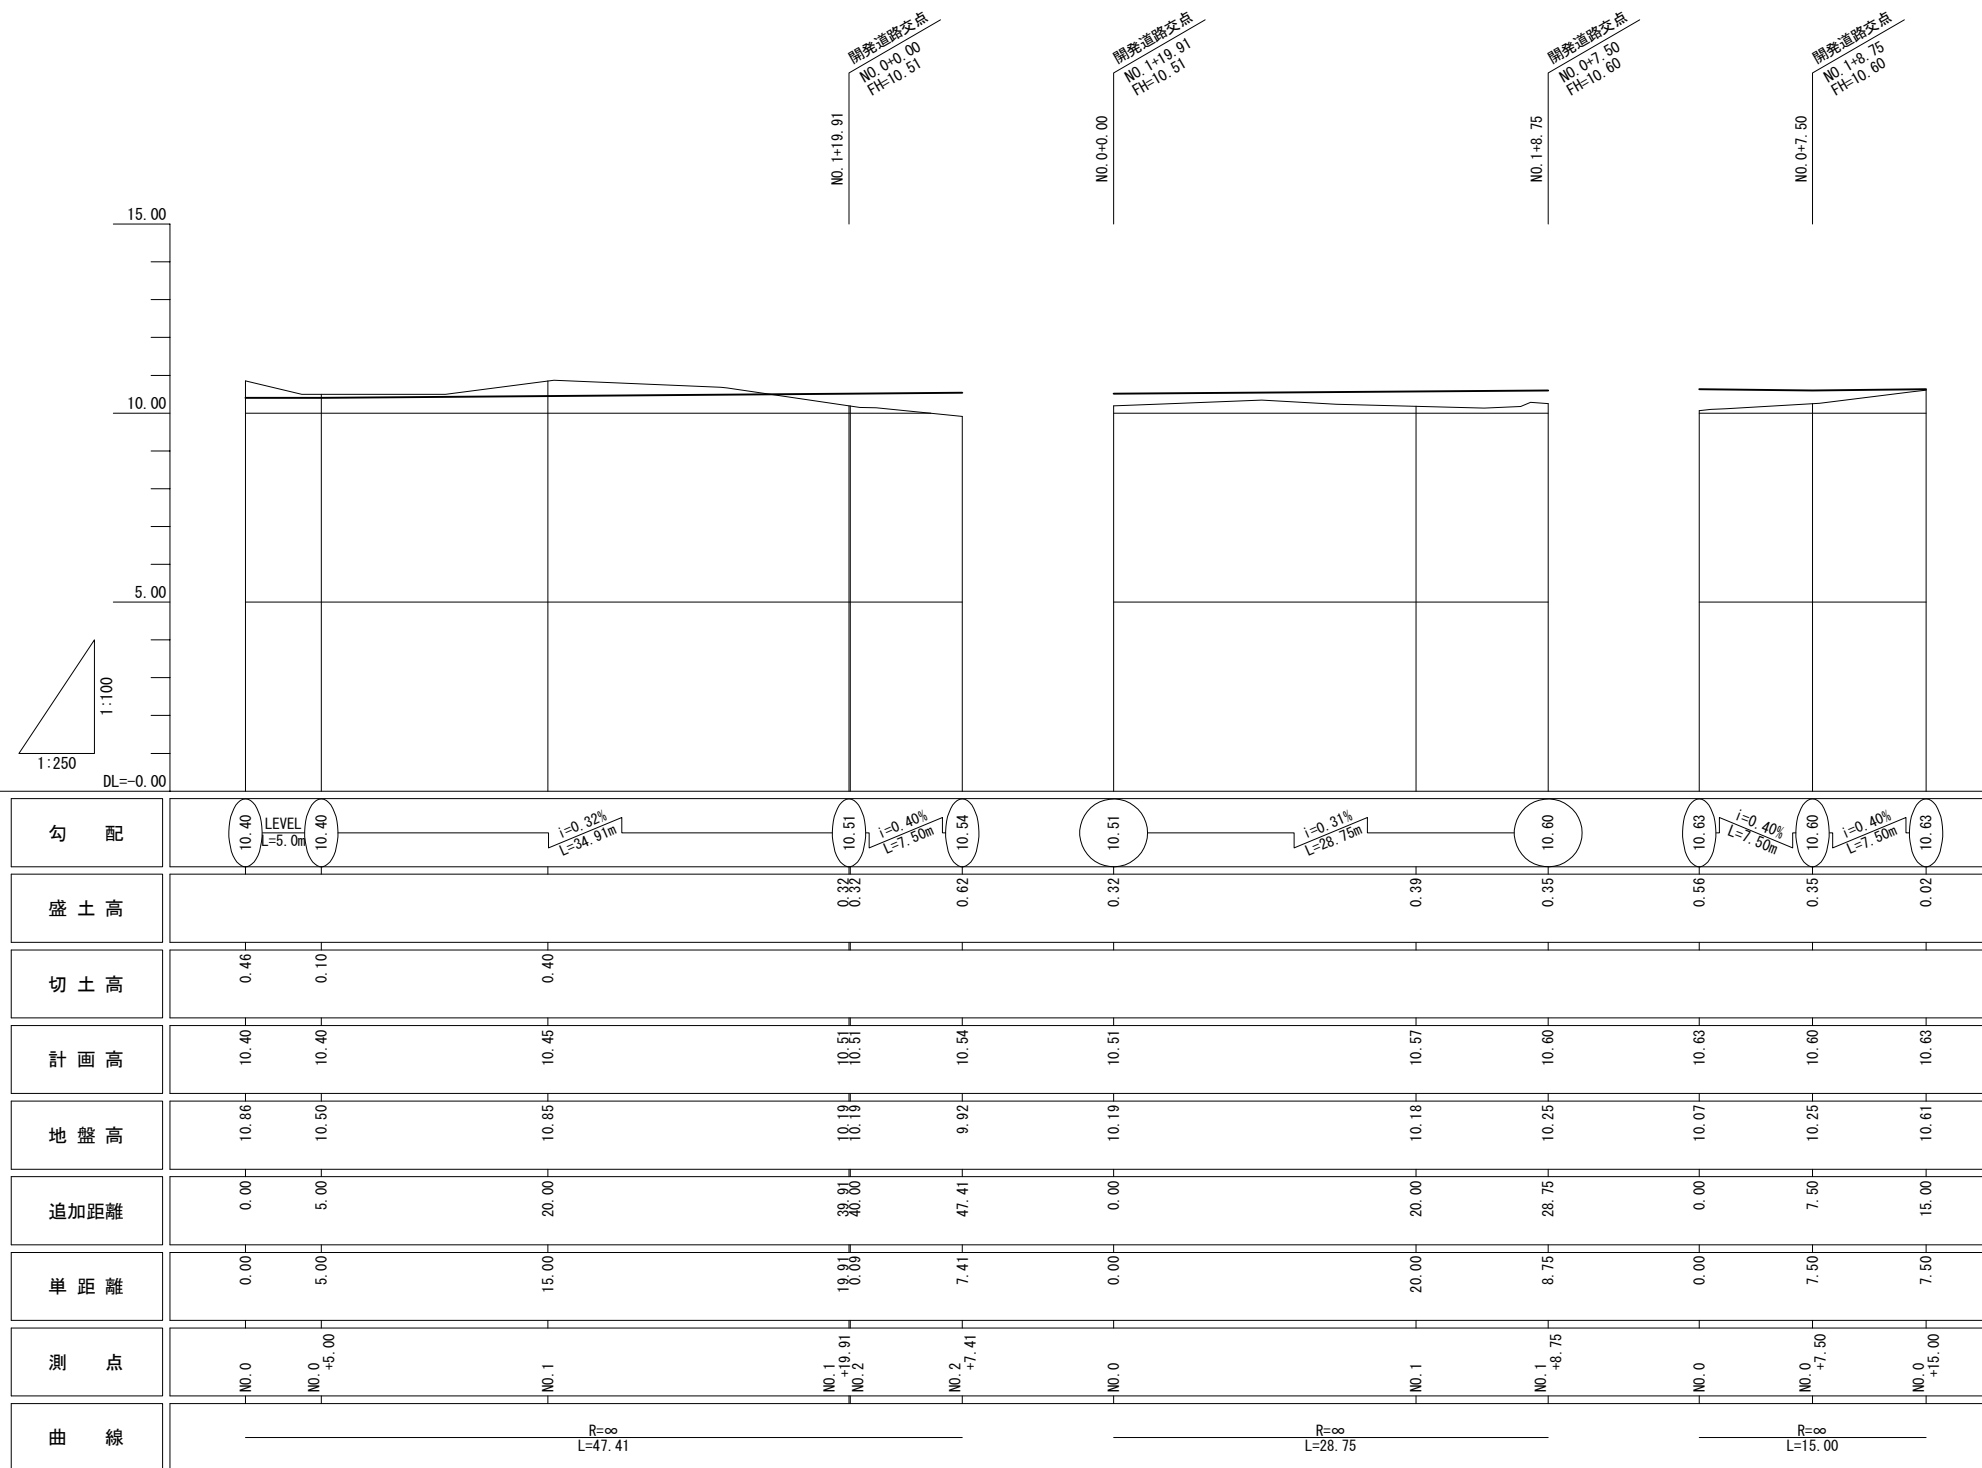 開発道路交点
NO.0+0.00
FH=10.51
NO.1+19.91
開発道路交点
NO.1+19.91
FH=10.51
NO.0+0.00
開発道路交点
NO.0+7.50
FH=10.60
NO.1+8.75
開発道路交点
NO.1+8.75
FH=10.60
NO.0+7.50
15.00
10.00
5.00
DL=-0.00
1:100
1:250
勾 配
10.40
LEVEL
L=5.0m
10.40
i=0.32%
L=34.91m
10.51
i=0.40%
L=7.50m
10.54
10.51
i=0.31%
L=28.75m
10.60
10.63
i=0.40%
L=7.50m
10.60
i=0.40%
L=7.50m
10.63
盛 土 高
0.32
0.32
0.62
0.32
0.39
0.35
0.56
0.35
0.02
切 土 高
0.46
0.10
0.40
計 画 高
10.40
10.40
10.45
10.51
10.51
10.54
10.51
10.57
10.60
10.63
10.60
10.63
地 盤 高
10.86
10.50
10.85
10.19
10.19
9.92
10.19
10.18
10.25
10.07
10.25
10.61
追加距離
0.00
5.00
20.00
39.91
40.00
47.41
0.00
20.00
28.75
0.00
7.50
15.00
単 距 離
0.00
5.00
15.00
19.91
0.09
7.41
0.00
20.00
8.75
0.00
7.50
7.50
測 点
NO.0
NO.0
+5.00
NO.1
NO.1
+19.91
NO.2
NO.2
+7.41
NO.0
NO.1
NO.1
+8.75
NO.0
NO.0
+7.50
NO.0
+15.00
曲 線
R=∞
L=47.41
R=∞
L=28.75
R=∞
L=15.00